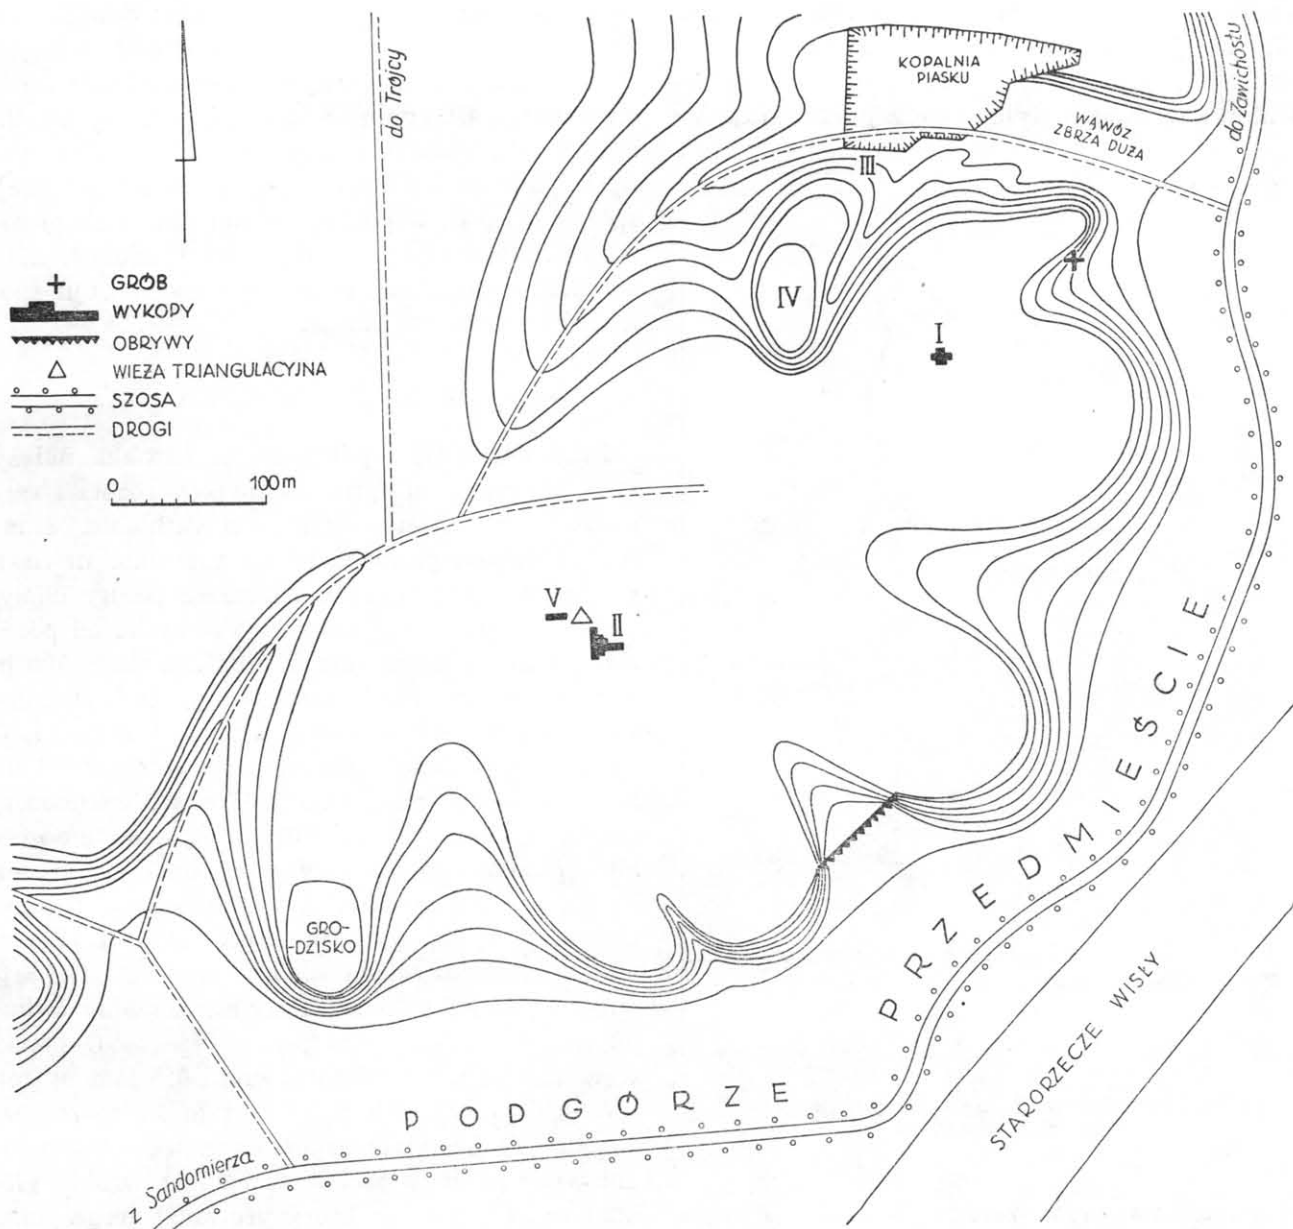 KOPALNIA
PIASKU
do Trójcy
do Zawichostu
WĄWÓZ
ZBRZA DUŻA
III
IV
I
GRÓB
WYKOPY
OBRYWY
WIEŻA TRIANGULACYJNA
SZOSA
DROGI
0 100 m
V
II
GRO-
-DZISKO
PRZEDMIEŚCIE
STARORZECZE WISŁY
PODGÓRZE
z Sandomierza